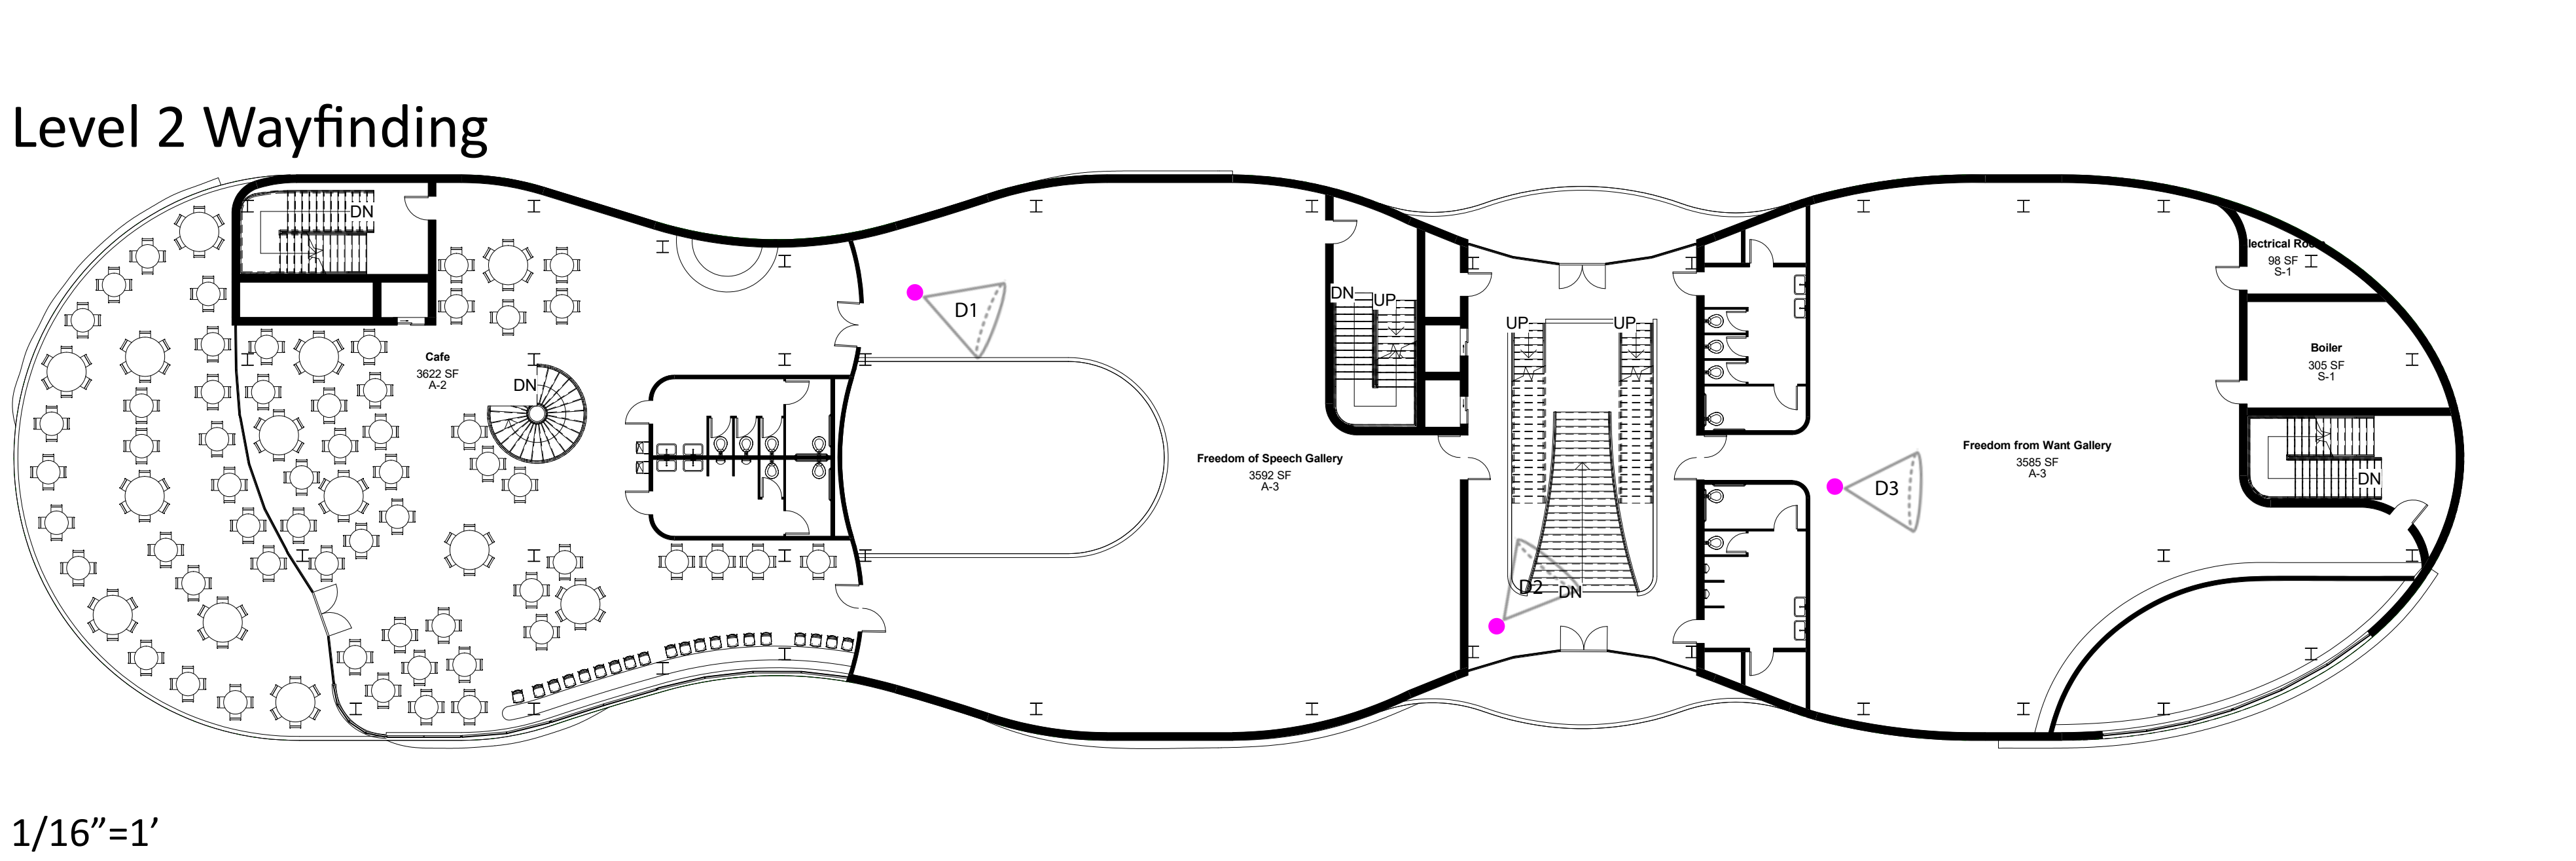 Level 2 Wayfinding
DN
Cafe
3622 SF
A-2
DN
D1
Freedom of Speech Gallery
3592 SF
A-3
DN
UP
UP
UP
D2
DN
D3
Freedom from Want Gallery
3585 SF
A-3
lectrical Roo
98 SF
S-1
Boiler
305 SF
S-1
DN
1/16”=1’